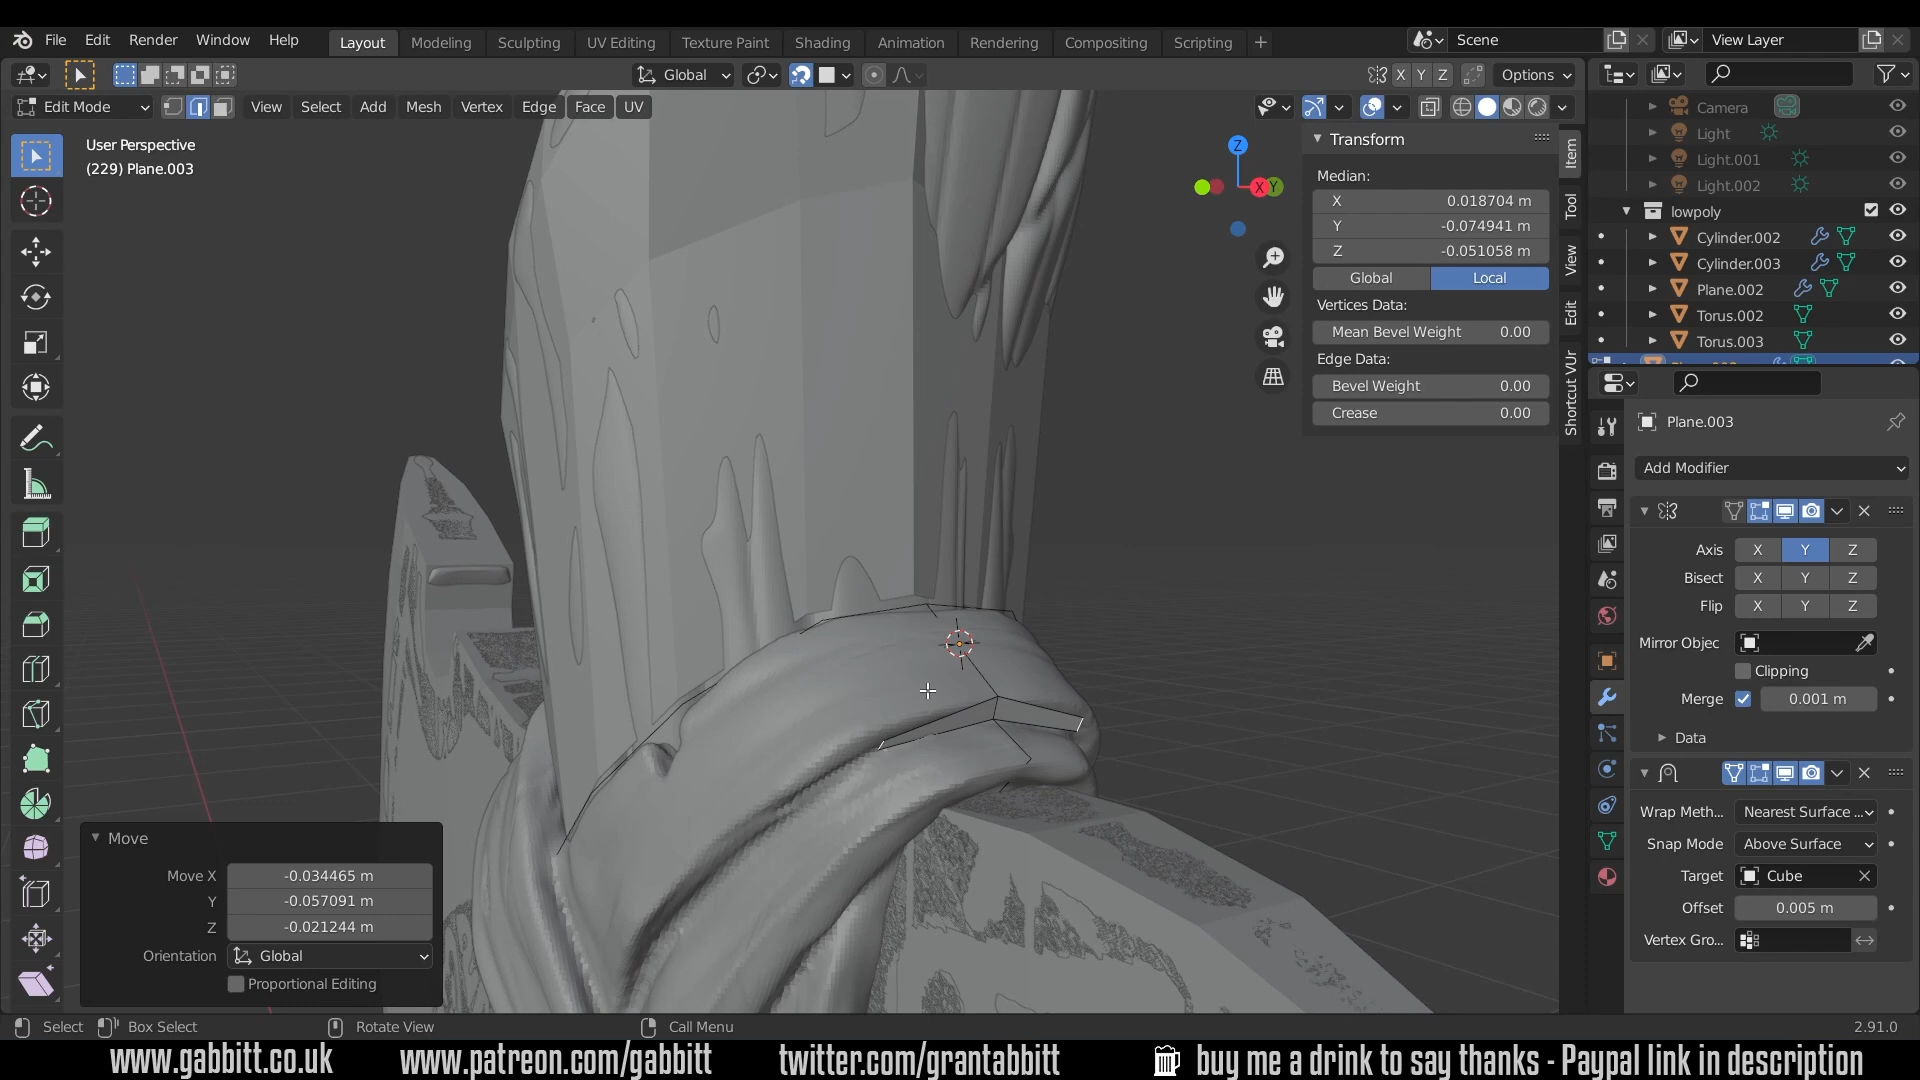 File Edit Render Window Help Layout Modeling Sculpting UV Editing Texture Paint Shading Animation Rendering Compositing Scripting Scene View Layer
Global X Y Z Options
Edit Mode View Select Add Mesh Vertex Edge Face UV
User Perspective
(229) Plane.003
Z
X Y
Transform
Median:
X 0.018704 m
Y -0.074941 m
Z -0.051058 m
Global Local
Vertices Data:
Mean Bevel Weight 0.00
Edge Data:
Bevel Weight 0.00
Crease 0.00
Item
Tool
View
Edit
Shortcut VUr
Camera
Light
Light.001
Light.002
lowpoly
Cylinder.002
Cylinder.003
Plane.002
Torus.002
Torus.003
Plane.003
Add Modifier
Axis X Y Z
Bisect X Y Z
Flip X Y Z
Mirror Objec
Clipping
Merge 0.001 m
Data
Wrap Meth... Nearest Surface ...
Snap Mode Above Surface
Target Cube
Offset 0.005 m
Vertex Gro...
Move
Move X -0.034465 m
Y -0.057091 m
Z -0.021244 m
Orientation Global
Proportional Editing
Select Box Select Rotate View Call Menu 2.91.0
www.gabbitt.co.uk www.patreon.com/gabbitt twitter.com/grantabbitt buy me a drink to say thanks - Paypal link in description